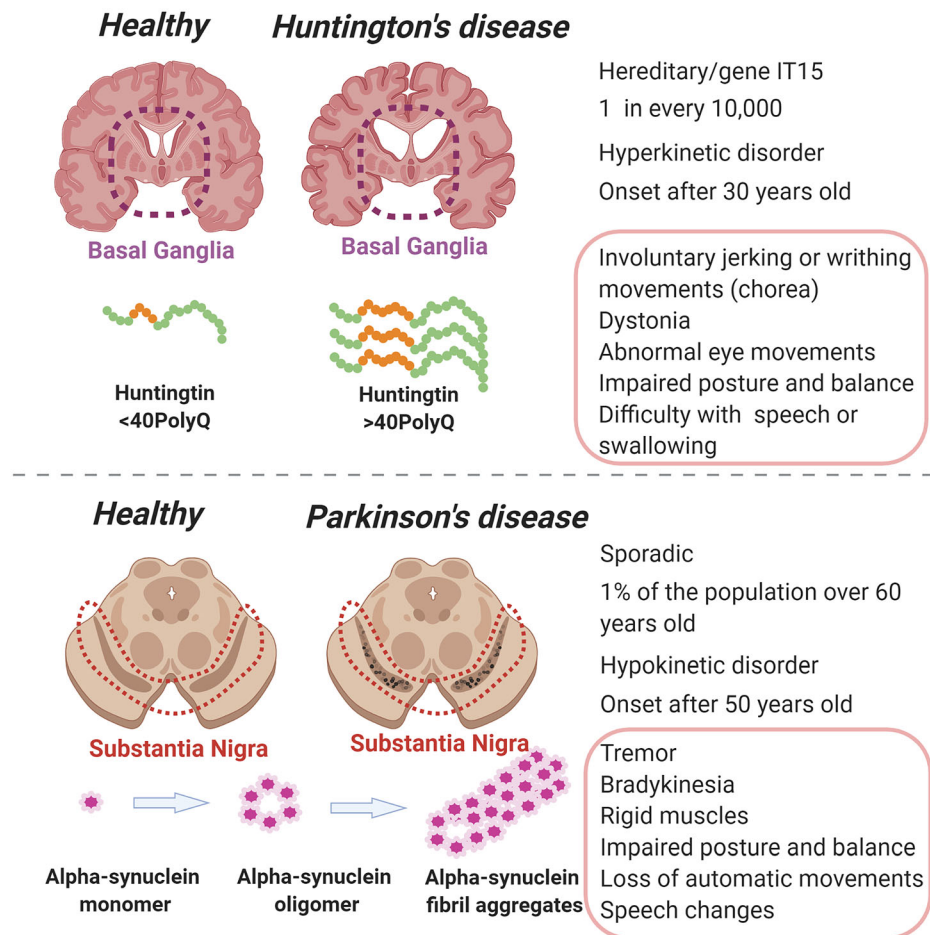 Healthy
Huntington's disease
Hereditary/gene IT15
1 in every 10,000
Hyperkinetic disorder
Onset after 30 years old
Basal Ganglia
Basal Ganglia
Involuntary jerking or writhing
movements (chorea)
Dystonia
Abnormal eye movements
Impaired posture and balance
Difficulty with speech or
swallowing
Huntingtin
<40PolyQ
Huntingtin
>40PolyQ
Healthy
Parkinson's disease
Sporadic
1% of the population over 60
years old
Hypokinetic disorder
Onset after 50 years old
Substantia Nigra
Substantia Nigra
Tremor
Bradykinesia
Rigid muscles
Impaired posture and balance
Loss of automatic movements
Speech changes
Alpha-synuclein
monomer
Alpha-synuclein
oligomer
Alpha-synuclein
fibril aggregates